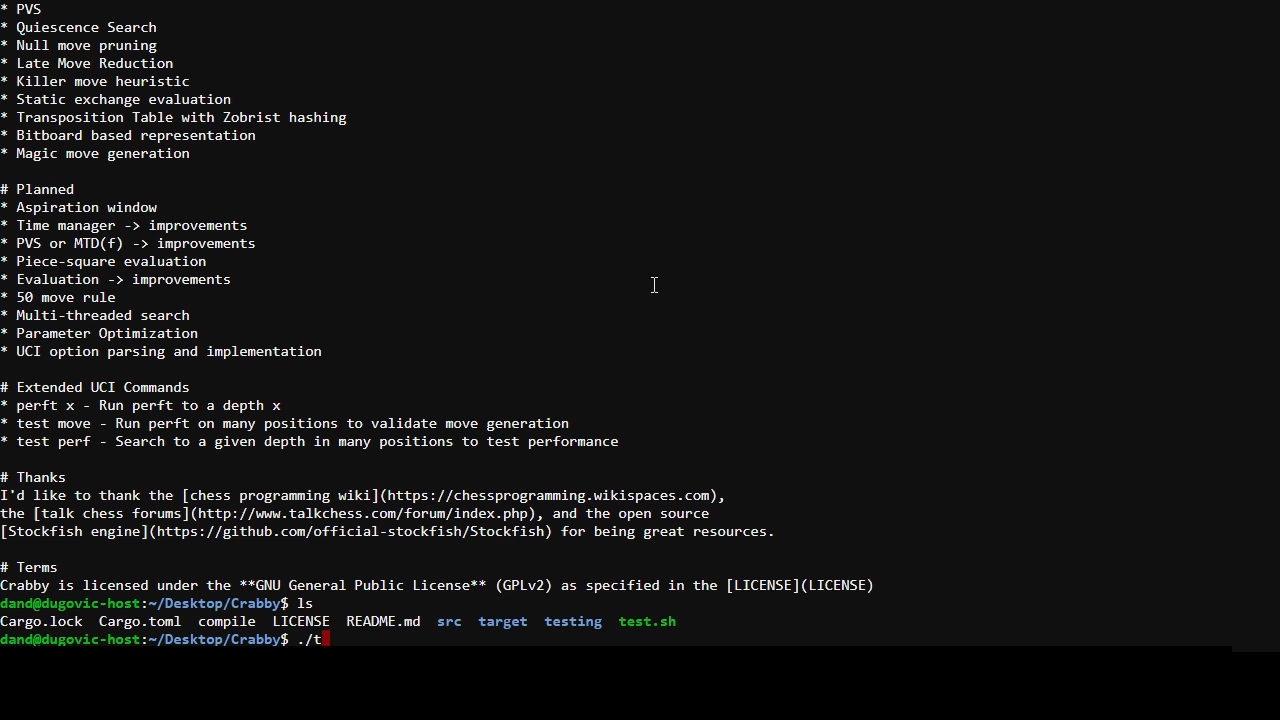 * PVS
* Quiescence Search
* Null move pruning
* Late Move Reduction
* Killer move heuristic
* Static exchange evaluation
* Transposition Table with Zobrist hashing
* Bitboard based representation
* Magic move generation
# Planned
* Aspiration window
* Time manager -> improvements
* PVS or MTD(f) -> improvements
* Piece-square evaluation
* Evaluation -> improvements
* 50 move rule
* Multi-threaded search
* Parameter Optimization
* UCI option parsing and implementation
# Extended UCI Commands
* perft x - Run perft to a depth x
* test move - Run perft on many positions to validate move generation
* test perf - Search to a given depth in many positions to test performance
# Thanks
I'd like to thank the [chess programming wiki](https://chessprogramming.wikispaces.com),
the [talk chess forums](http://www.talkchess.com/forum/index.php), and the open source
[Stockfish engine](https://github.com/official-stockfish/Stockfish) for being great resources.
# Terms
Crabby is licensed under the **GNU General Public License** (GPLv2) as specified in the [LICENSE](LICENSE)
dand@dugovic-host:~/Desktop/Crabby$ ls
Cargo.lock  Cargo.toml  compile  LICENSE  README.md  src  target  testing  test.sh
dand@dugovic-host:~/Desktop/Crabby$ ./t